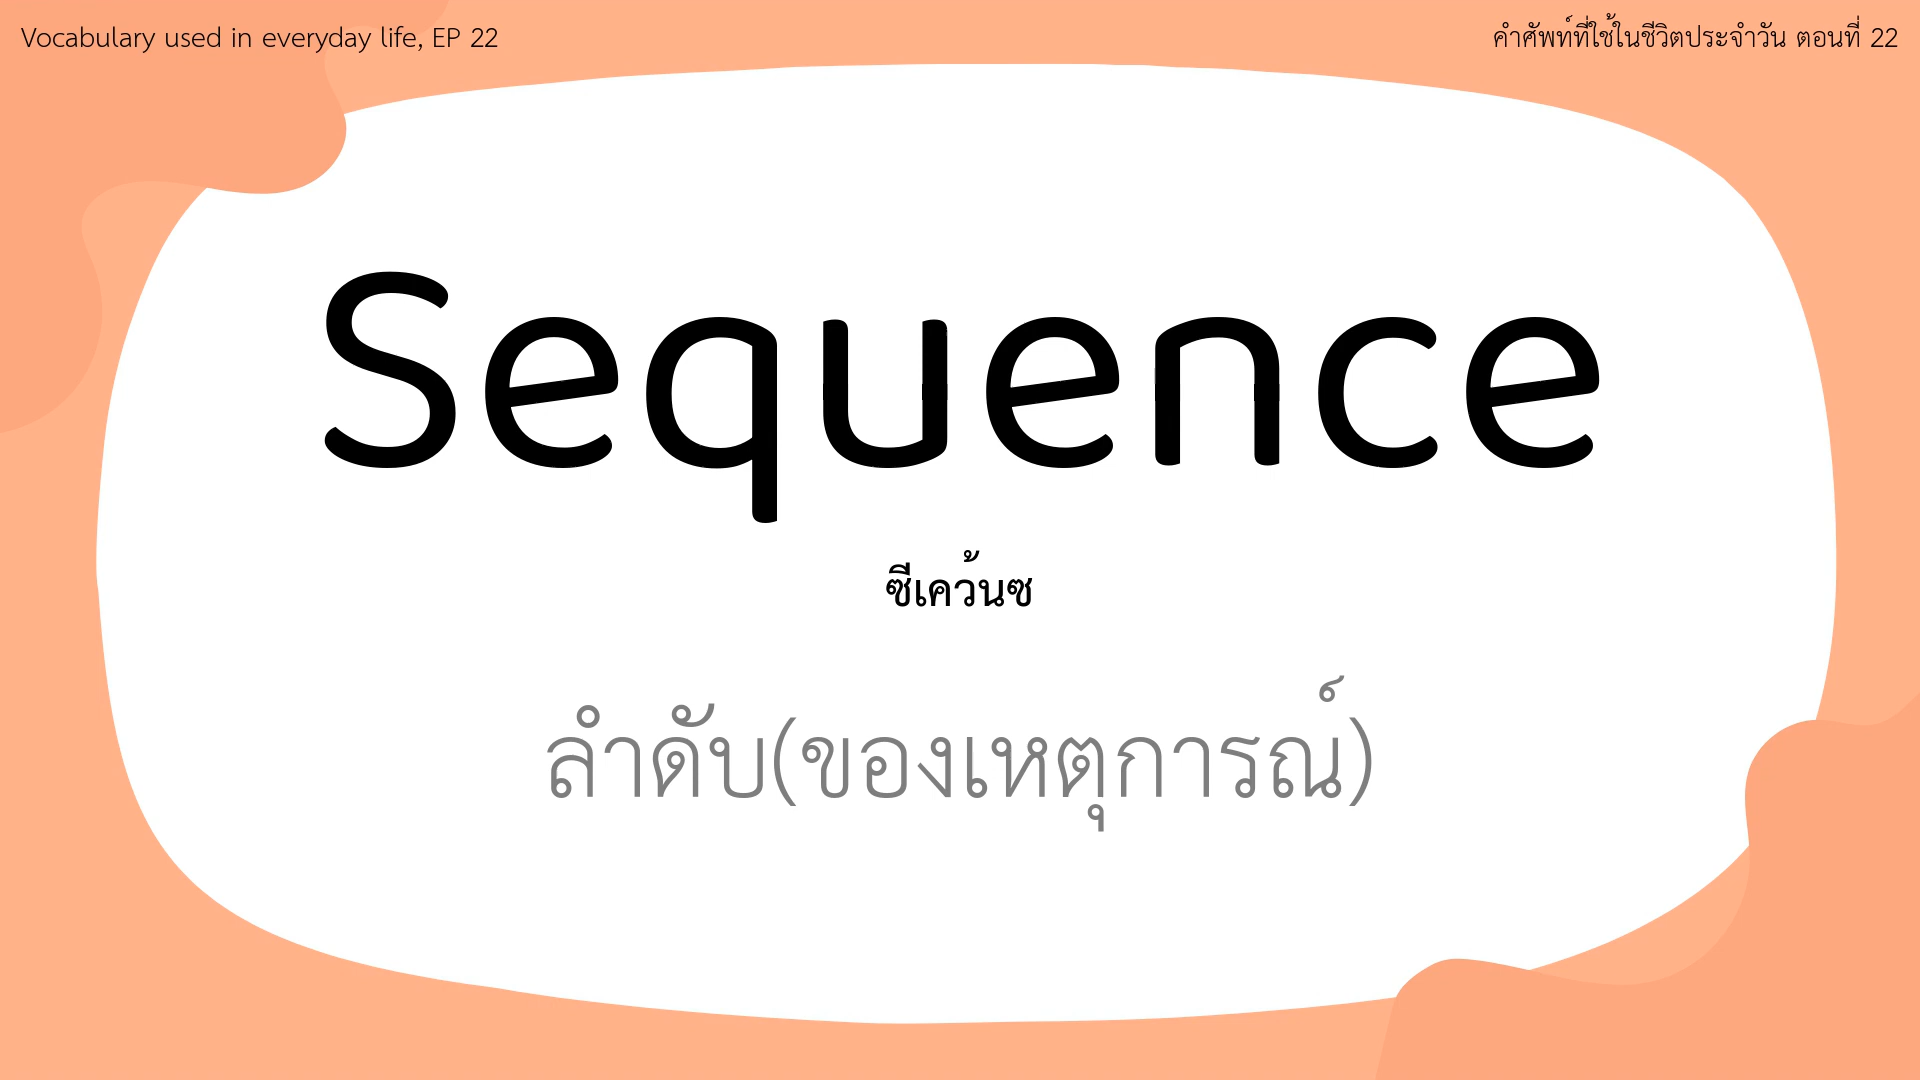 Vocabulary used in everyday life, EP 22
คำศัพท์ที่ใช้ในชีวิตประจำวัน ตอนที่ 22
Sequence
ซีเคว้นซ
ลำดับ(ของเหตุการณ์)